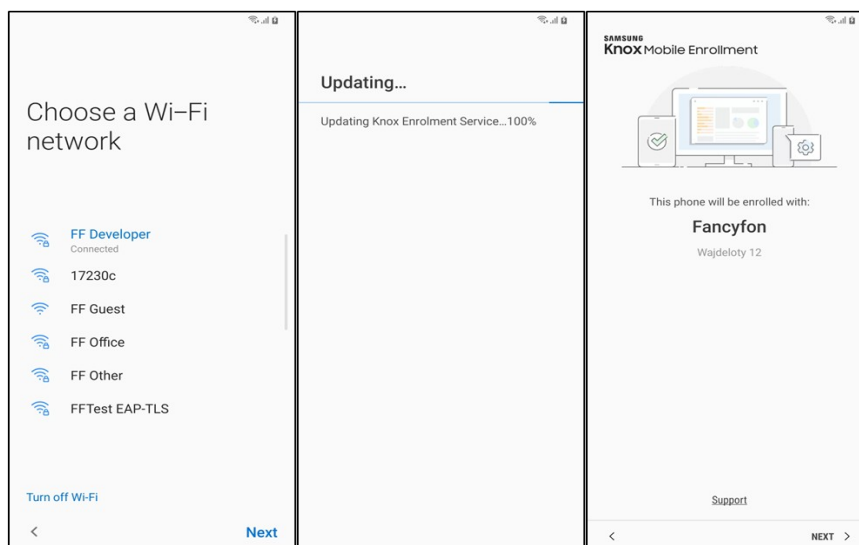 Choose a Wi-Fi
network
FF Developer
Connected
17230c
FF Guest
FF Office
FF Other
FFTest EAP-TLS
Turn off Wi-Fi
Next
Updating...
Updating Knox Enrolment Service...100%
SAMSUNG
Knox Mobile Enrollment
This phone will be enrolled with:
Fancyfon
Wajdeloty 12
Support
NEXT